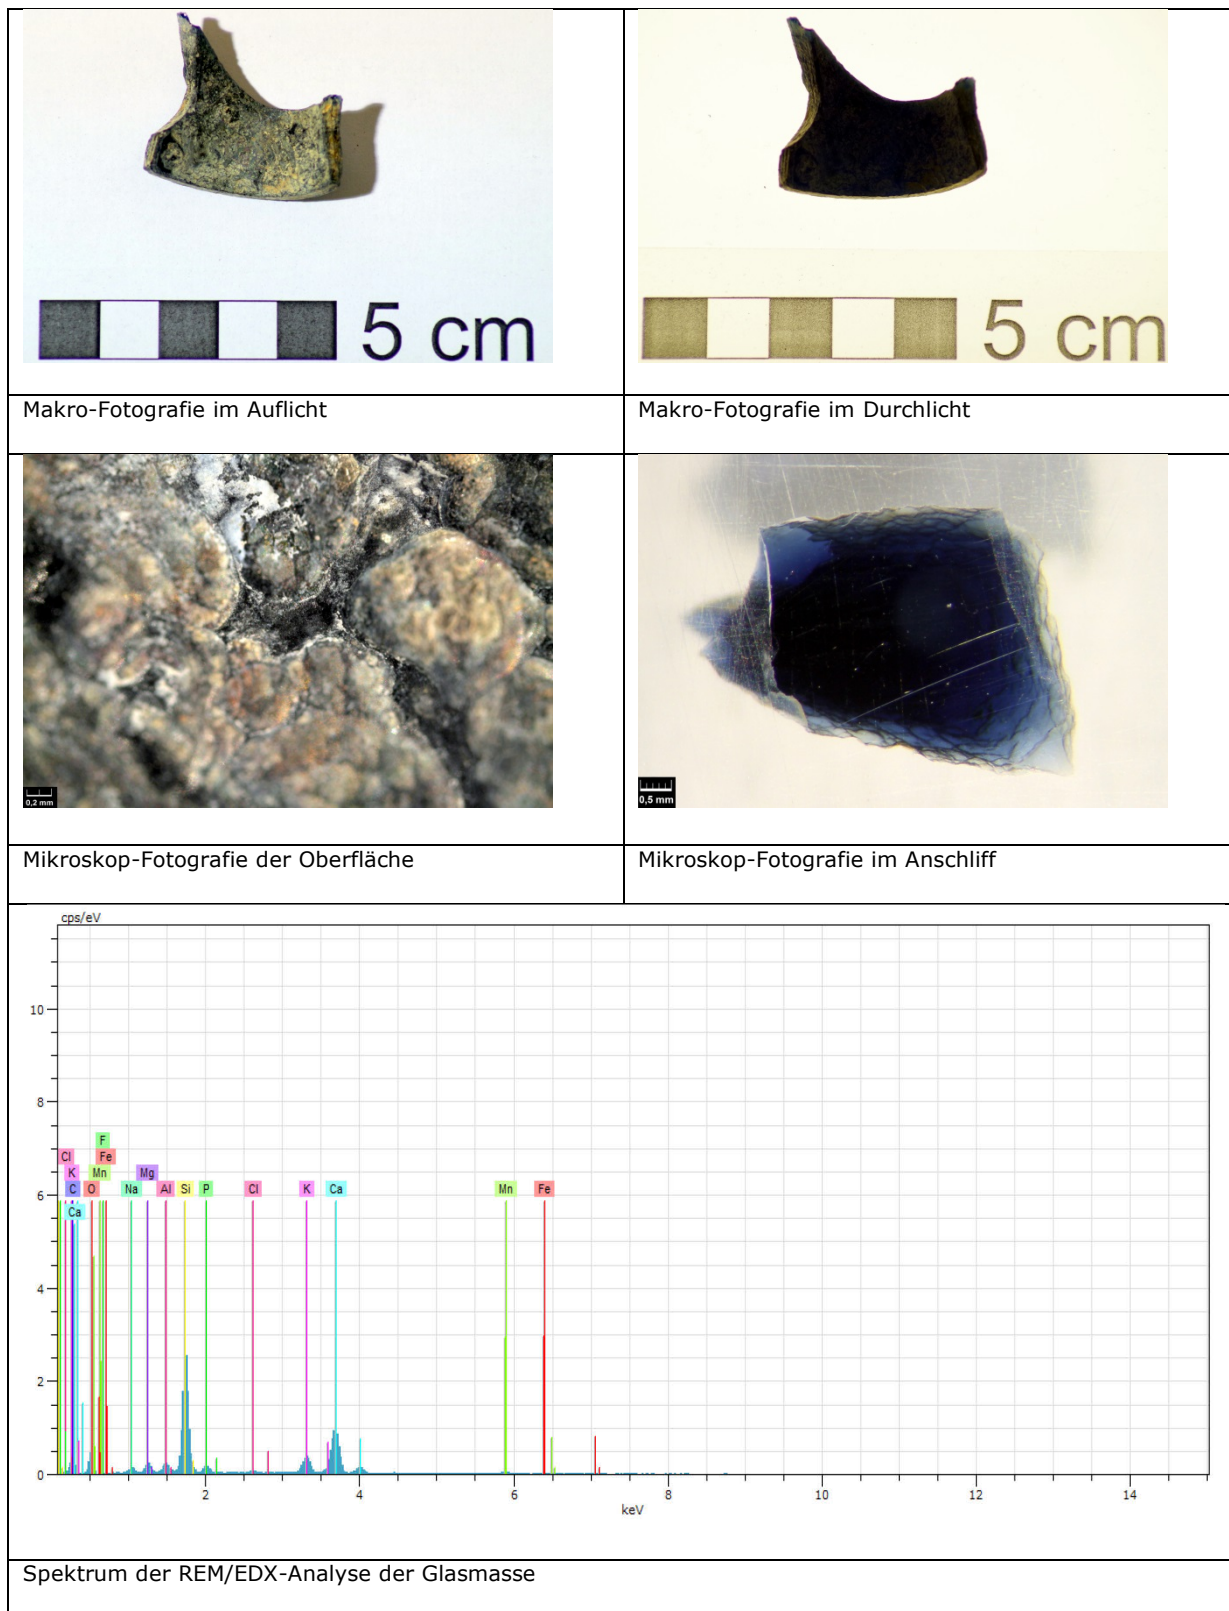 5 cm
5 cm
Makro-Fotografie im Auflicht
Makro-Fotografie im Durchlicht
0,2 mm
0,5 mm
Mikroskop-Fotografie der Oberfläche
Mikroskop-Fotografie im Anschliff
cps/eV
10
8
6
4
2
0
F
Cl Fe
K Mn Mg
C O Na Al Si P Cl K Ca Mn Fe
Ca
2 4 6 8 10 12 14
keV
Spektrum der REM/EDX-Analyse der Glasmasse